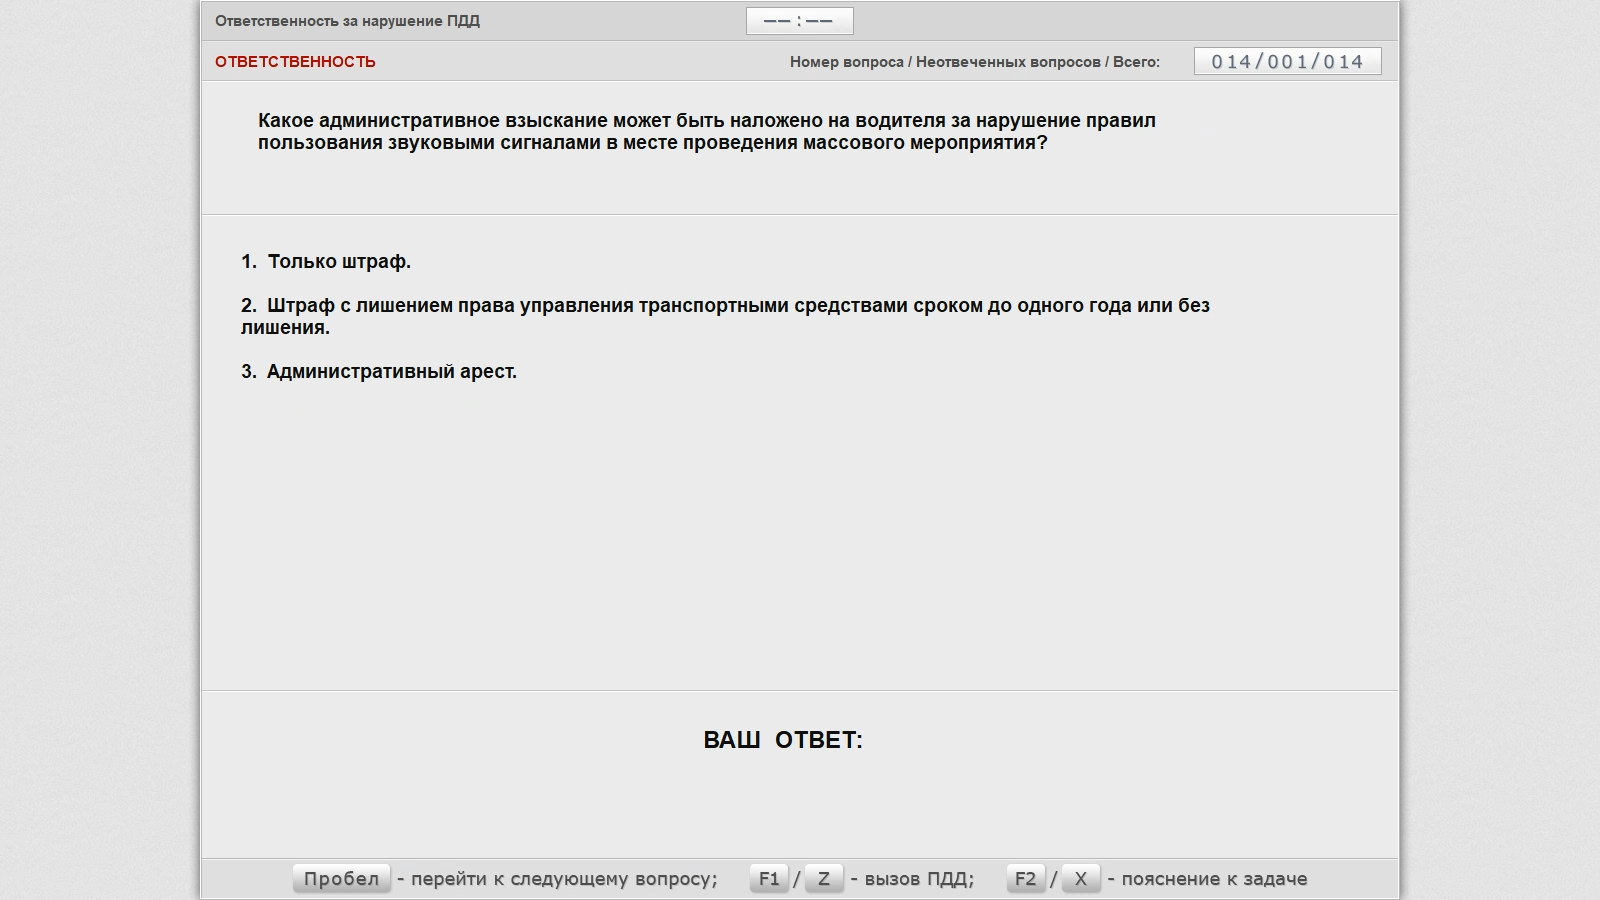 Ответственность за нарушение ПДД
——:——
ОТВЕТСТВЕННОСТЬ
Номер вопроса / Неотвеченных вопросов / Всего:
014/001/014
Какое административное взыскание может быть наложено на водителя за нарушение правил
пользования звуковыми сигналами в месте проведения массового мероприятия?
1. Только штраф.
2. Штраф с лишением права управления транспортными средствами сроком до одного года или без
лишения.
3. Административный арест.
ВАШ ОТВЕТ:
Пробел - перейти к следующему вопросу; F1 / Z - вызов ПДД; F2 / X - пояснение к задаче